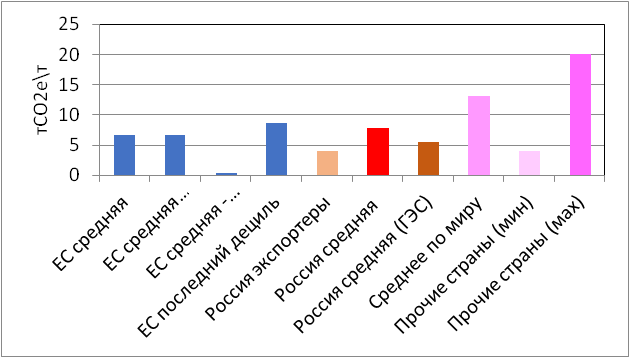 25
20
15
10
5
0
тCO2e\т
ЕС средняя
ЕС средняя...
ЕС средняя -...
ЕС последний дециль
Россия экспортеры
Россия средняя
Россия средняя (ГЭС)
Среднее по миру
Прочие страны (мин)
Прочие страны (мах)